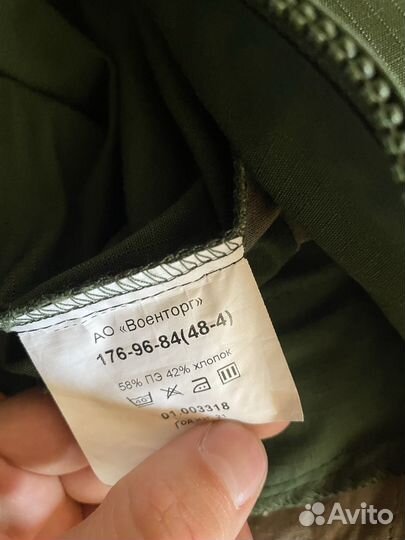 АО «Военторг»
176-96-84(48-4)
58% ПЭ 42% хлопок
01 003318
Avito